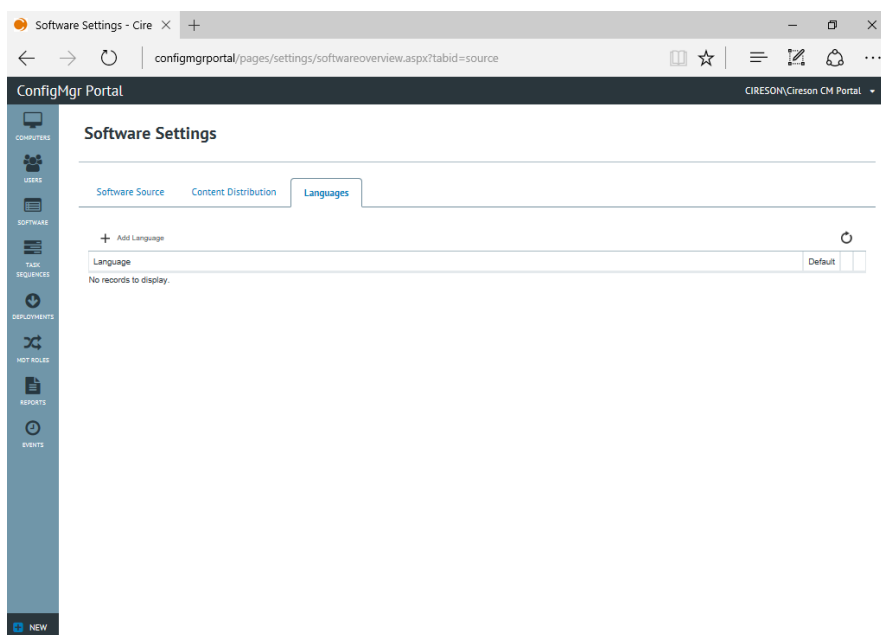 Software Settings - Cire
configmgrportal/pages/settings/softwareoverview.aspx?tabid=source
ConfigMgr Portal
CIRESON\Cireson CM Portal
COMPUTERS
USERS
SOFTWARE
TASK
SEQUENCES
DEPLOYMENTS
MDT ROLES
REPORTS
EVENTS
NEW
Software Settings
Software Source Content Distribution Languages
Add Language
Language Default
No records to display.